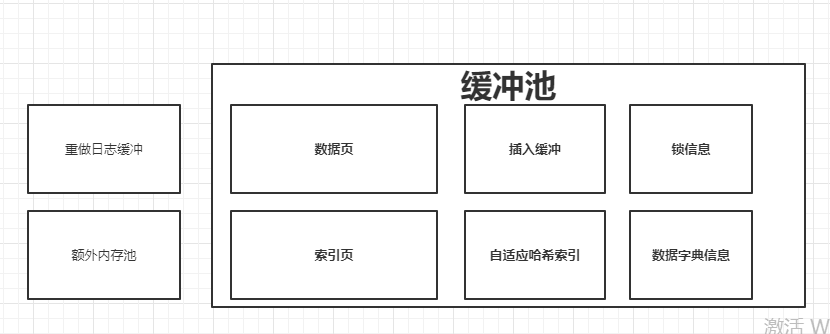 缓冲池
重做日志缓冲
数据页
插入缓冲
锁信息
额外内存池
索引页
自适应哈希索引
数据字典信息
激活 W